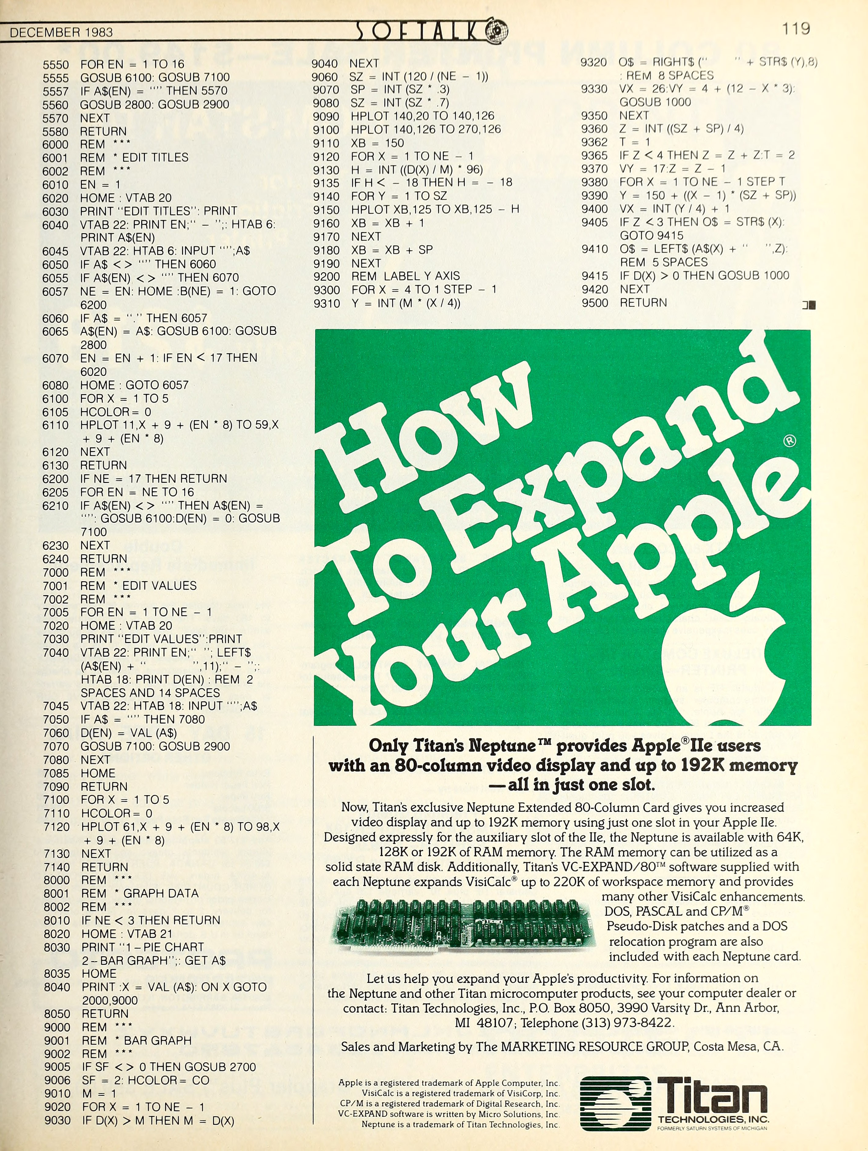 DECEMBER 1983
SOFTALK
119
5550 FOR EN = 1 TO 16
5555 GOSUB 6100: GOSUB 7100
5557 IF A$(EN) = "" THEN 5570
5560 GOSUB 2800: GOSUB 2900
5570 NEXT
5580 RETURN
6000 REM ***
6001 REM * EDIT TITLES
6002 REM ***
6010 EN = 1
6020 HOME : VTAB 20
6030 PRINT "EDIT TITLES": PRINT
6040 VTAB 22: PRINT EN;" - ";: HTAB 6:
PRINT A$(EN)
6045 VTAB 22: HTAB 6: INPUT "";A$
6050 IF A$ < > "" THEN 6060
6055 IF A$(EN) < > "" THEN 6070
6057 NE = EN: HOME :B(NE) = 1: GOTO
6200
6060 IF A$ = "." THEN 6057
6065 A$(EN) = A$: GOSUB 6100: GOSUB
2800
6070 EN = EN + 1: IF EN < 17 THEN
6020
6080 HOME : GOTO 6057
6100 FOR X = 1 TO 5
6105 HCOLOR= 0
6110 HPLOT 11,X + 9 + (EN * 8) TO 59,X
+ 9 + (EN * 8)
6120 NEXT
6130 RETURN
6200 IF NE = 17 THEN RETURN
6205 FOR EN = NE TO 16
6210 IF A$(EN) < > "" THEN A$(EN) =
"": GOSUB 6100:D(EN) = 0: GOSUB
7100
6230 NEXT
6240 RETURN
7000 REM ***
7001 REM * EDIT VALUES
7002 REM ***
7005 FOR EN = 1 TO NE - 1
7020 HOME : VTAB 20
7030 PRINT "EDIT VALUES":PRINT
7040 VTAB 22: PRINT EN;"  "; LEFT$
(A$(EN) + "              ",11);" - ";:
HTAB 18: PRINT D(EN) : REM 2
SPACES AND 14 SPACES
7045 VTAB 22: HTAB 18: INPUT "";A$
7050 IF A$ = "" THEN 7080
7060 D(EN) = VAL (A$)
7070 GOSUB 7100: GOSUB 2900
7080 NEXT
7085 HOME
7090 RETURN
7100 FOR X = 1 TO 5
7110 HCOLOR= 0
7120 HPLOT 61,X + 9 + (EN * 8) TO 98,X
+ 9 + (EN * 8)
7130 NEXT
7140 RETURN
8000 REM ***
8001 REM * GRAPH DATA
8002 REM ***
8010 IF NE < 3 THEN RETURN
8020 HOME : VTAB 21
8030 PRINT "1 – PIE CHART
2 – BAR GRAPH";: GET A$
8035 HOME
8040 PRINT :X = VAL (A$): ON X GOTO
2000,9000
8050 RETURN
9000 REM ***
9001 REM * BAR GRAPH
9002 REM ***
9005 IF SF < > 0 THEN GOSUB 2700
9006 SF = 2: HCOLOR= CO
9010 M = 1
9020 FOR X = 1 TO NE - 1
9030 IF D(X) > M THEN M = D(X)
9040 NEXT
9060 SZ = INT (120 / (NE - 1))
9070 SP = INT (SZ * .3)
9080 SZ = INT (SZ * .7)
9090 HPLOT 140,20 TO 140,126
9100 HPLOT 140,126 TO 270,126
9110 XB = 150
9120 FOR X = 1 TO NE - 1
9130 H = INT ((D(X) / M) * 96)
9135 IF H < - 18 THEN H = - 18
9140 FOR Y = 1 TO SZ
9150 HPLOT XB,125 TO XB,125 - H
9160 XB = XB + 1
9170 NEXT
9180 XB = XB + SP
9190 NEXT
9200 REM LABEL Y AXIS
9300 FOR X = 4 TO 1 STEP - 1
9310 Y = INT (M * (X / 4))
9320 O$ = RIGHT$ ("        " + STR$ (Y),8)
: REM 8 SPACES
9330 VX = 26:VY = 4 + (12 - X * 3):
GOSUB 1000
9350 NEXT
9360 Z = INT ((SZ + SP) / 4)
9362 T = 1
9365 IF Z < 4 THEN Z = Z + Z:T = 2
9370 VY = 17:Z = Z - 1
9380 FOR X = 1 TO NE - 1 STEP T
9390 Y = 150 + ((X - 1) * (SZ + SP))
9400 VX = INT (Y / 4) + 1
9405 IF Z < 3 THEN O$ = STR$ (X):
GOTO 9415
9410 O$ = LEFT$ (A$(X) + "     ",Z):
REM 5 SPACES
9415 IF D(X) > 0 THEN GOSUB 1000
9420 NEXT
9500 RETURN
How
To Expand
Your Apple®
Only Titan's Neptune™ provides Apple®IIe users
with an 80-column video display and up to 192K memory
—all in just one slot.
Now, Titan's exclusive Neptune Extended 80-Column Card gives you increased
video display and up to 192K memory using just one slot in your Apple IIe.
Designed expressly for the auxiliary slot of the IIe, the Neptune is available with 64K,
128K or 192K of RAM memory. The RAM memory can be utilized as a
solid state RAM disk. Additionally, Titan's VC-EXPAND/80™ software supplied with
each Neptune expands VisiCalc® up to 220K of workspace memory and provides
many other VisiCalc enhancements.
DOS, PASCAL and CP/M®
Pseudo-Disk patches and a DOS
relocation program are also
included with each Neptune card.
Let us help you expand your Apple's productivity. For information on
the Neptune and other Titan microcomputer products, see your computer dealer or
contact: Titan Technologies, Inc., P.O. Box 8050, 3990 Varsity Dr., Ann Arbor,
MI 48107; Telephone (313) 973-8422.
Sales and Marketing by The MARKETING RESOURCE GROUP, Costa Mesa, CA.
Apple is a registered trademark of Apple Computer, Inc.
VisiCalc is a registered trademark of VisiCorp, Inc.
CP/M is a registered trademark of Digital Research, Inc.
VC-EXPAND software is written by Micro Solutions, Inc.
Neptune is a trademark of Titan Technologies, Inc.
Titan
TECHNOLOGIES, INC.
FORMERLY SATURN SYSTEMS OF MICHIGAN